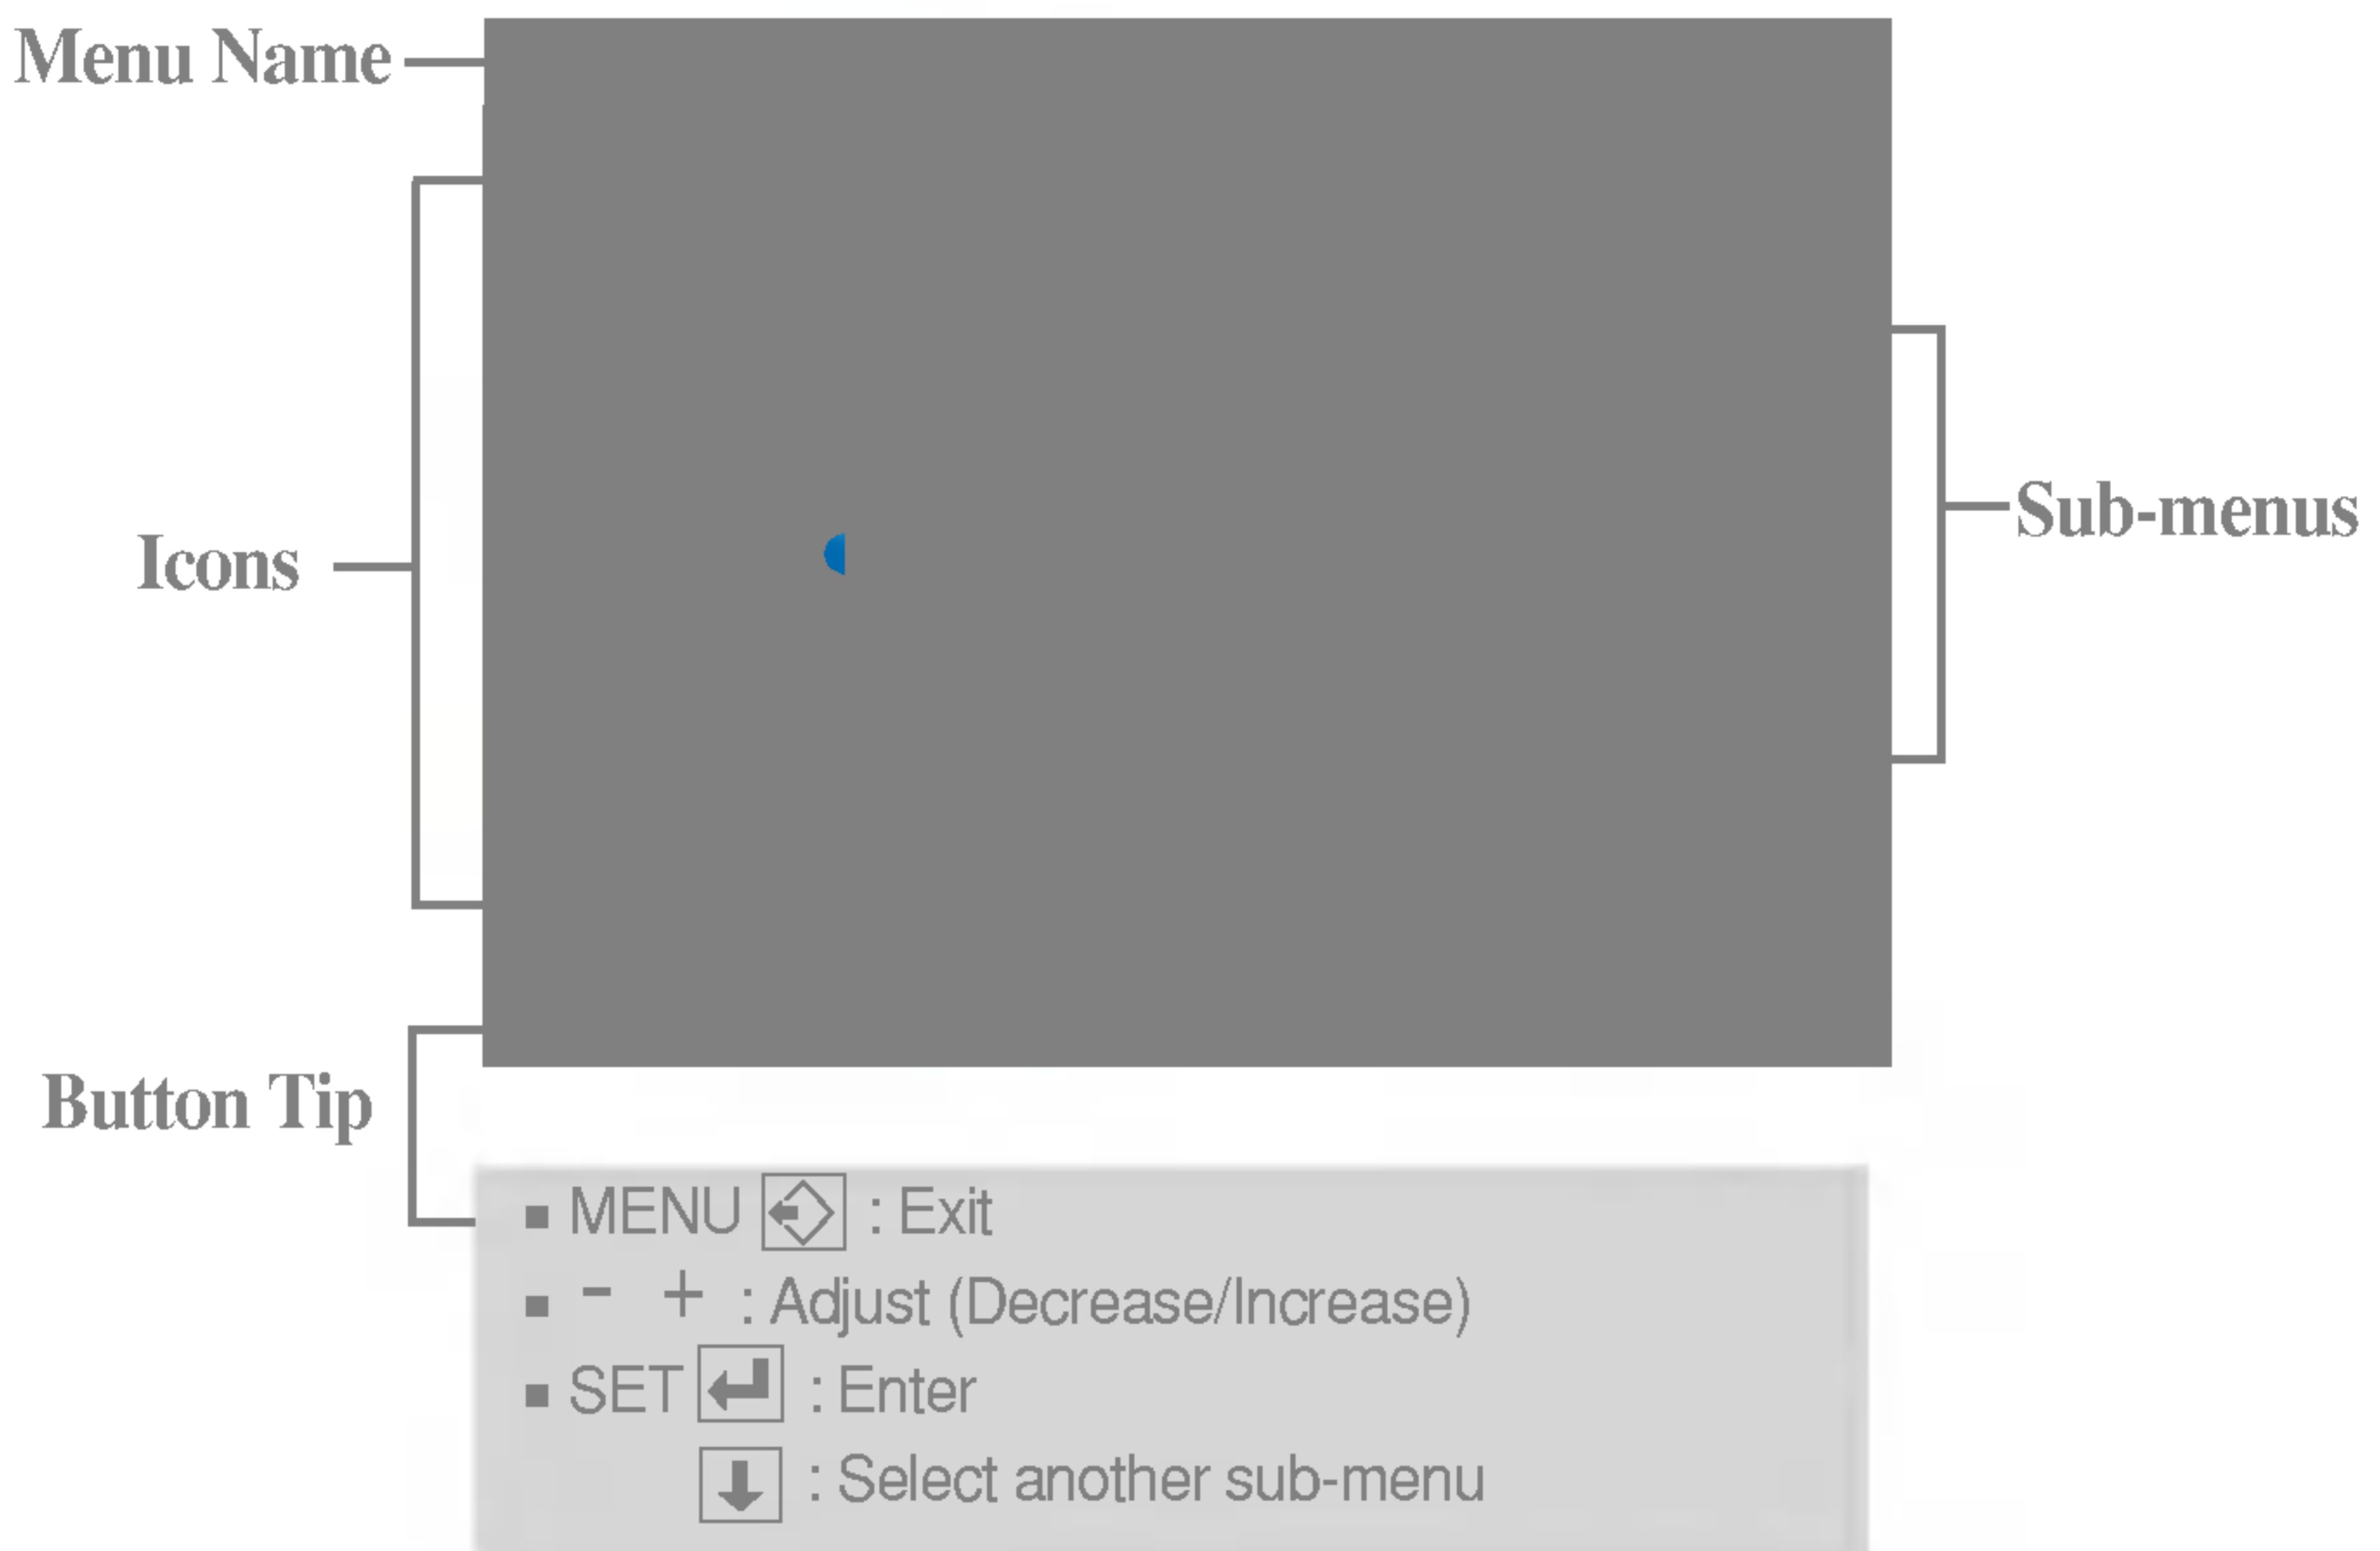 Menu Name
Icons
Sub-menus
Button Tip
■ MENU : Exit
■ - + : Adjust (Decrease/Increase)
■ SET : Enter
: Select another sub-menu